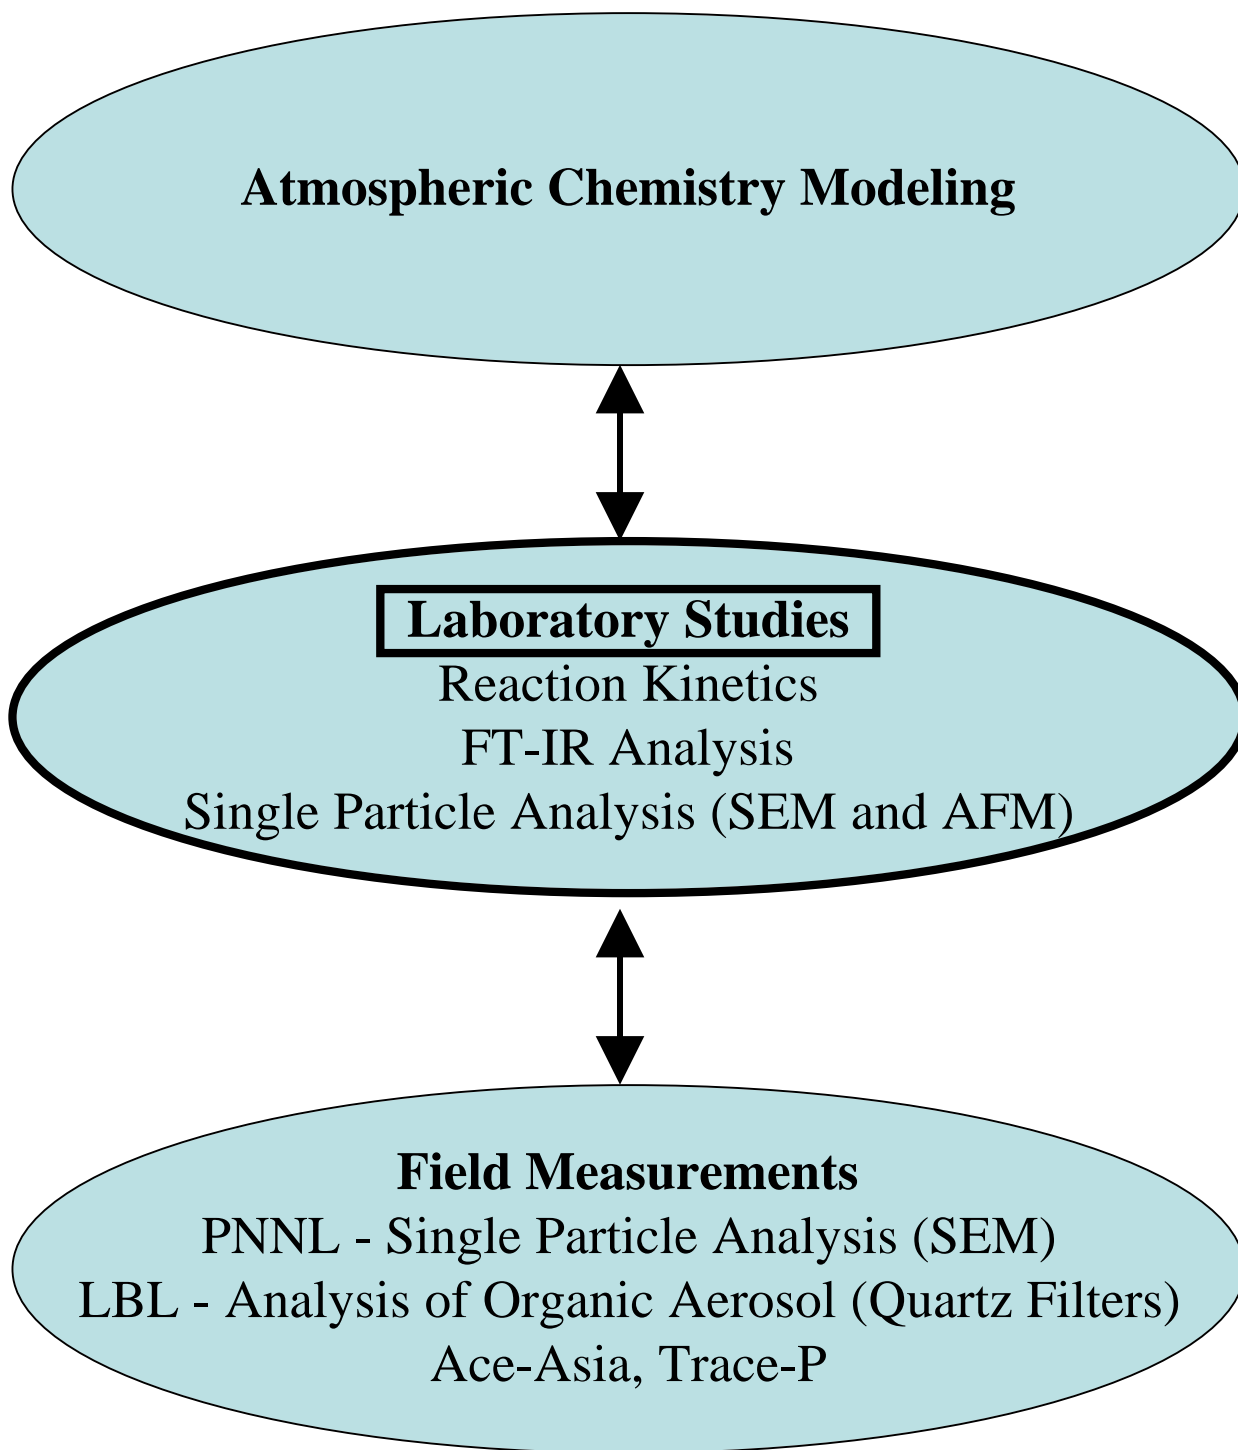 Atmospheric Chemistry Modeling
Laboratory Studies
Reaction Kinetics
FT-IR Analysis
Single Particle Analysis (SEM and AFM)
Field Measurements
PNNL - Single Particle Analysis (SEM)
LBL - Analysis of Organic Aerosol (Quartz Filters)
Ace-Asia, Trace-P